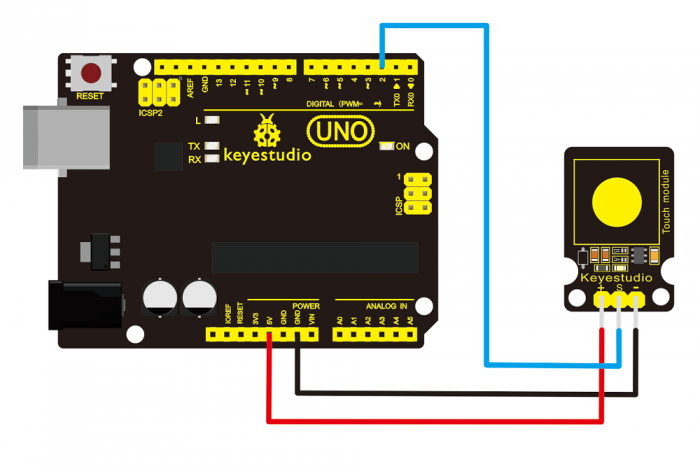 RESET
ICSP2
AREF
GND
13
12
~11
~10
~9
8
7
~6
~5
4
~3
2
TX0▶1
RX0◀0
DIGITAL (PWM= ~)
L
TX
RX
UNO
ON
keyestudio
1
ICSP
POWER
ANALOG IN
IOREF
RESET
3V3
5V
GND
GND
VIN
A0
A1
A2
A3
A4
A5
Touch module
Keyestudio
+
S
-